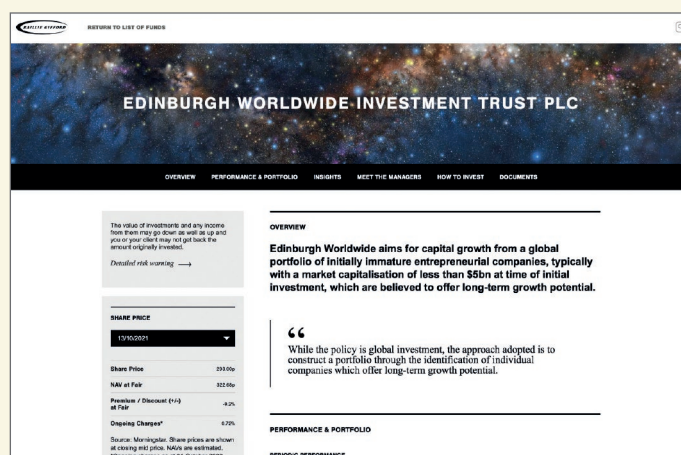 BAILLIE GIFFORD
RETURN TO LIST OF FUNDS
EDINBURGH WORLDWIDE INVESTMENT TRUST PLC
OVERVIEW PERFORMANCE & PORTFOLIO INSIGHTS MEET THE MANAGERS HOW TO INVEST DOCUMENTS
The value of investments and any income
from them may go down as well as up and
you or your client may not get back the
amount originally invested.
Detailed risk warning
SHARE PRICE
13/10/2021
Share Price 293.00p
NAV at Fair 322.68p
Premium / Discount (+/-)
at Fair -9.2%
Ongoing Charges* 0.72%
Source: Morningstar. Share prices are shown
at closing mid price. NAVs are estimated.
OVERVIEW
Edinburgh Worldwide aims for capital growth from a global
portfolio of initially immature entrepreneurial companies, typically
with a market capitalisation of less than $5bn at time of initial
investment, which are believed to offer long-term growth potential.
“
While the policy is global investment, the approach adopted is to
construct a portfolio through the identification of individual
companies which offer long-term growth potential.
PERFORMANCE & PORTFOLIO
PERIODIC PERFORMANCE